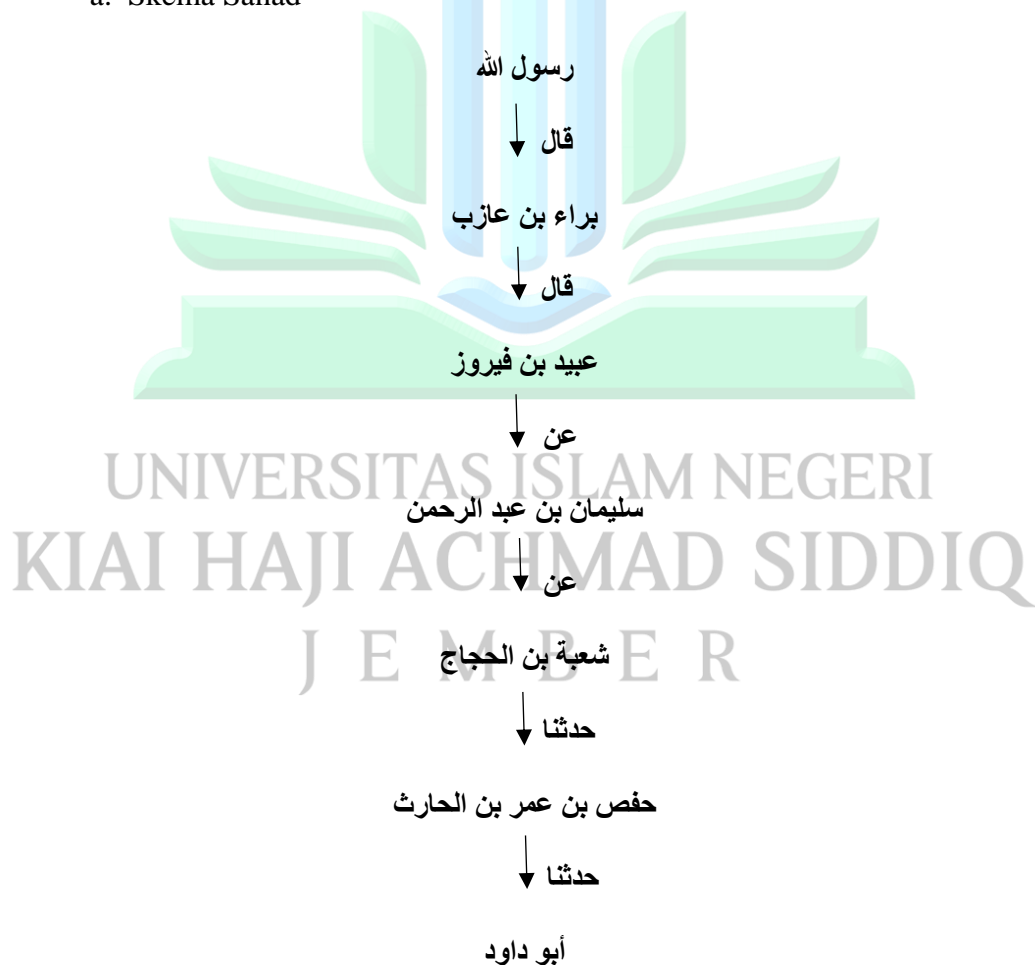 a. Skema Sanad
رسول الله
قال
براء بن عازب
قال
عبيد بن فيروز
عن
UNIVERSITAS ISLAM NEGERI
سليمان بن عبد الرحمن
KIAI HAJI ACHMAD SIDDIQ
عن
JEMBER
شعبة بن الحجاج
حدثنا
حفص بن عمر بن الحارث
حدثنا
أبو داود